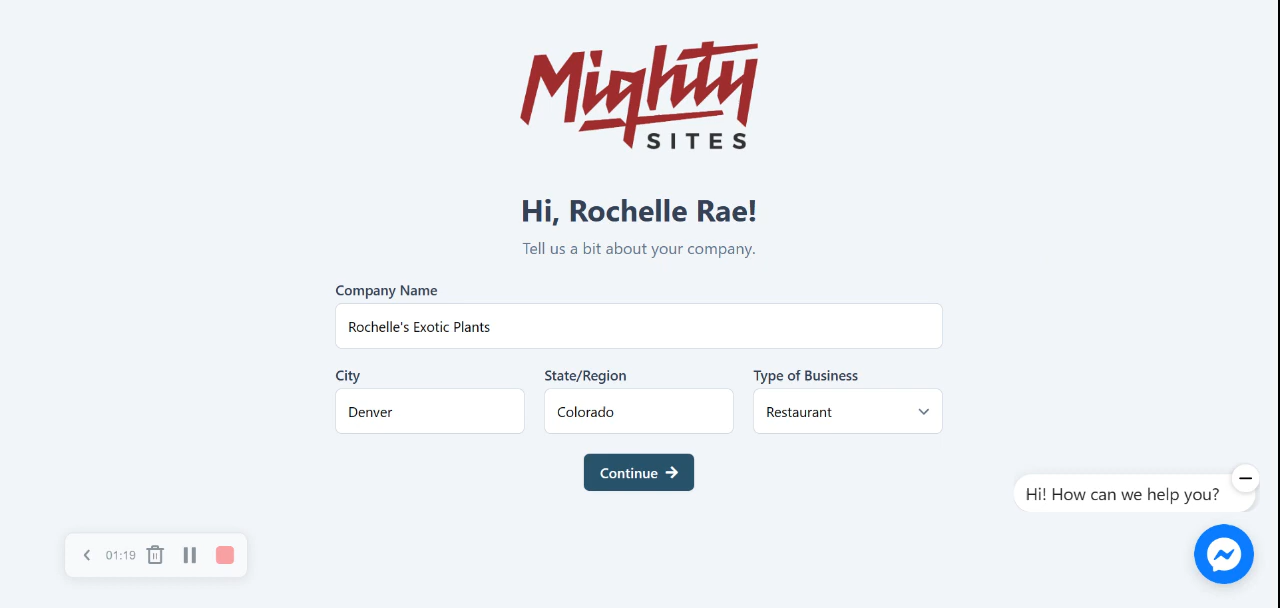 Mighty
SITES
Hi, Rochelle Rae!
Tell us a bit about your company.
Company Name
Rochelle's Exotic Plants
City State/Region Type of Business
Denver Colorado Restaurant
Continue →
Hi! How can we help you?
01:19